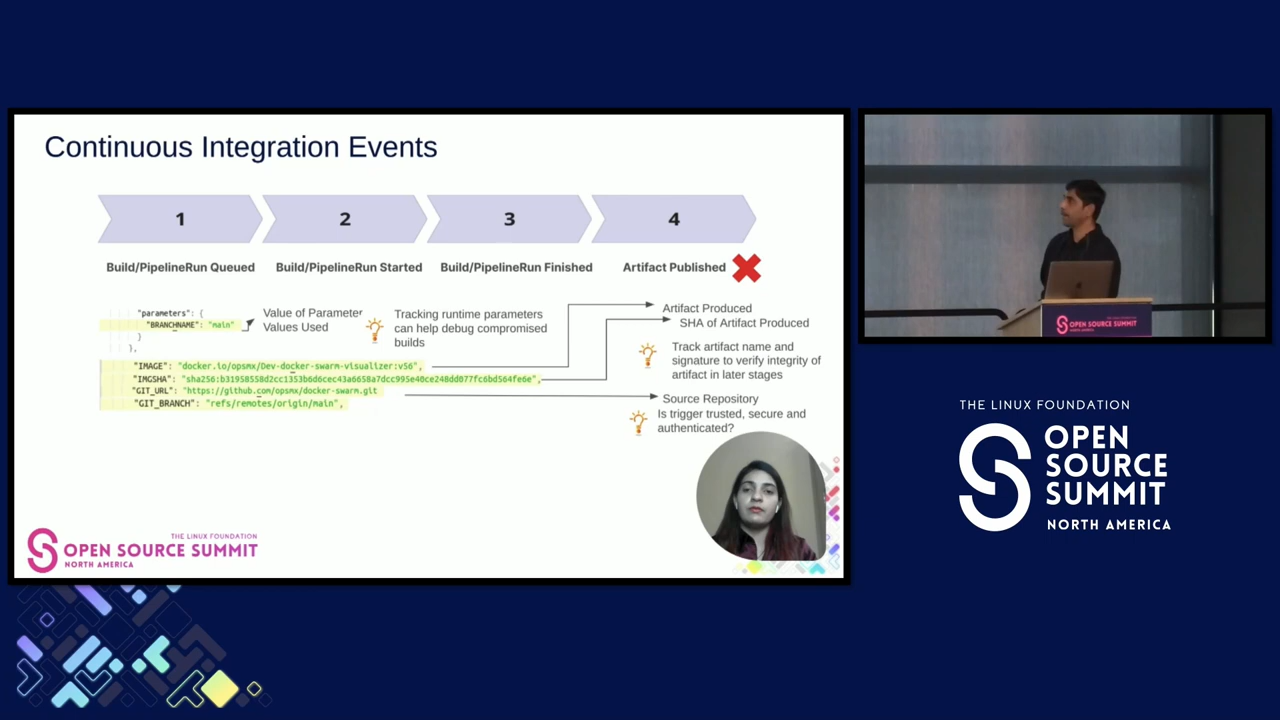 Continuous Integration Events
1
2
3
4
Build/PipelineRun Queued
Build/PipelineRun Started
Build/PipelineRun Finished
Artifact Published
"parameters": {
"BRANCHNAME": "main"
}
},
Value of Parameter
Values Used
Tracking runtime parameters
can help debug compromised
builds
Artifact Produced
SHA of Artifact Produced
Track artifact name and
signature to verify integrity of
artifact in later stages
"IMAGE": "docker.io/opsmx/Dev-docker-swarm-visualizer:v56",
"IMGSHA":
"GIT_URL": "https://github.com/opsmx/docker-swarm.git
"GIT_BRANCH": "refs/remotes/origin/main",
Source Repository
Is trigger trusted, secure and
authenticated?
THE LINUX FOUNDATION
OPEN SOURCE SUMMIT
NORTH AMERICA
OPEN SOURCE SUMMIT
THE LINUX FOUNDATION
OPEN
SOURCE
SUMMIT
NORTH AMERICA